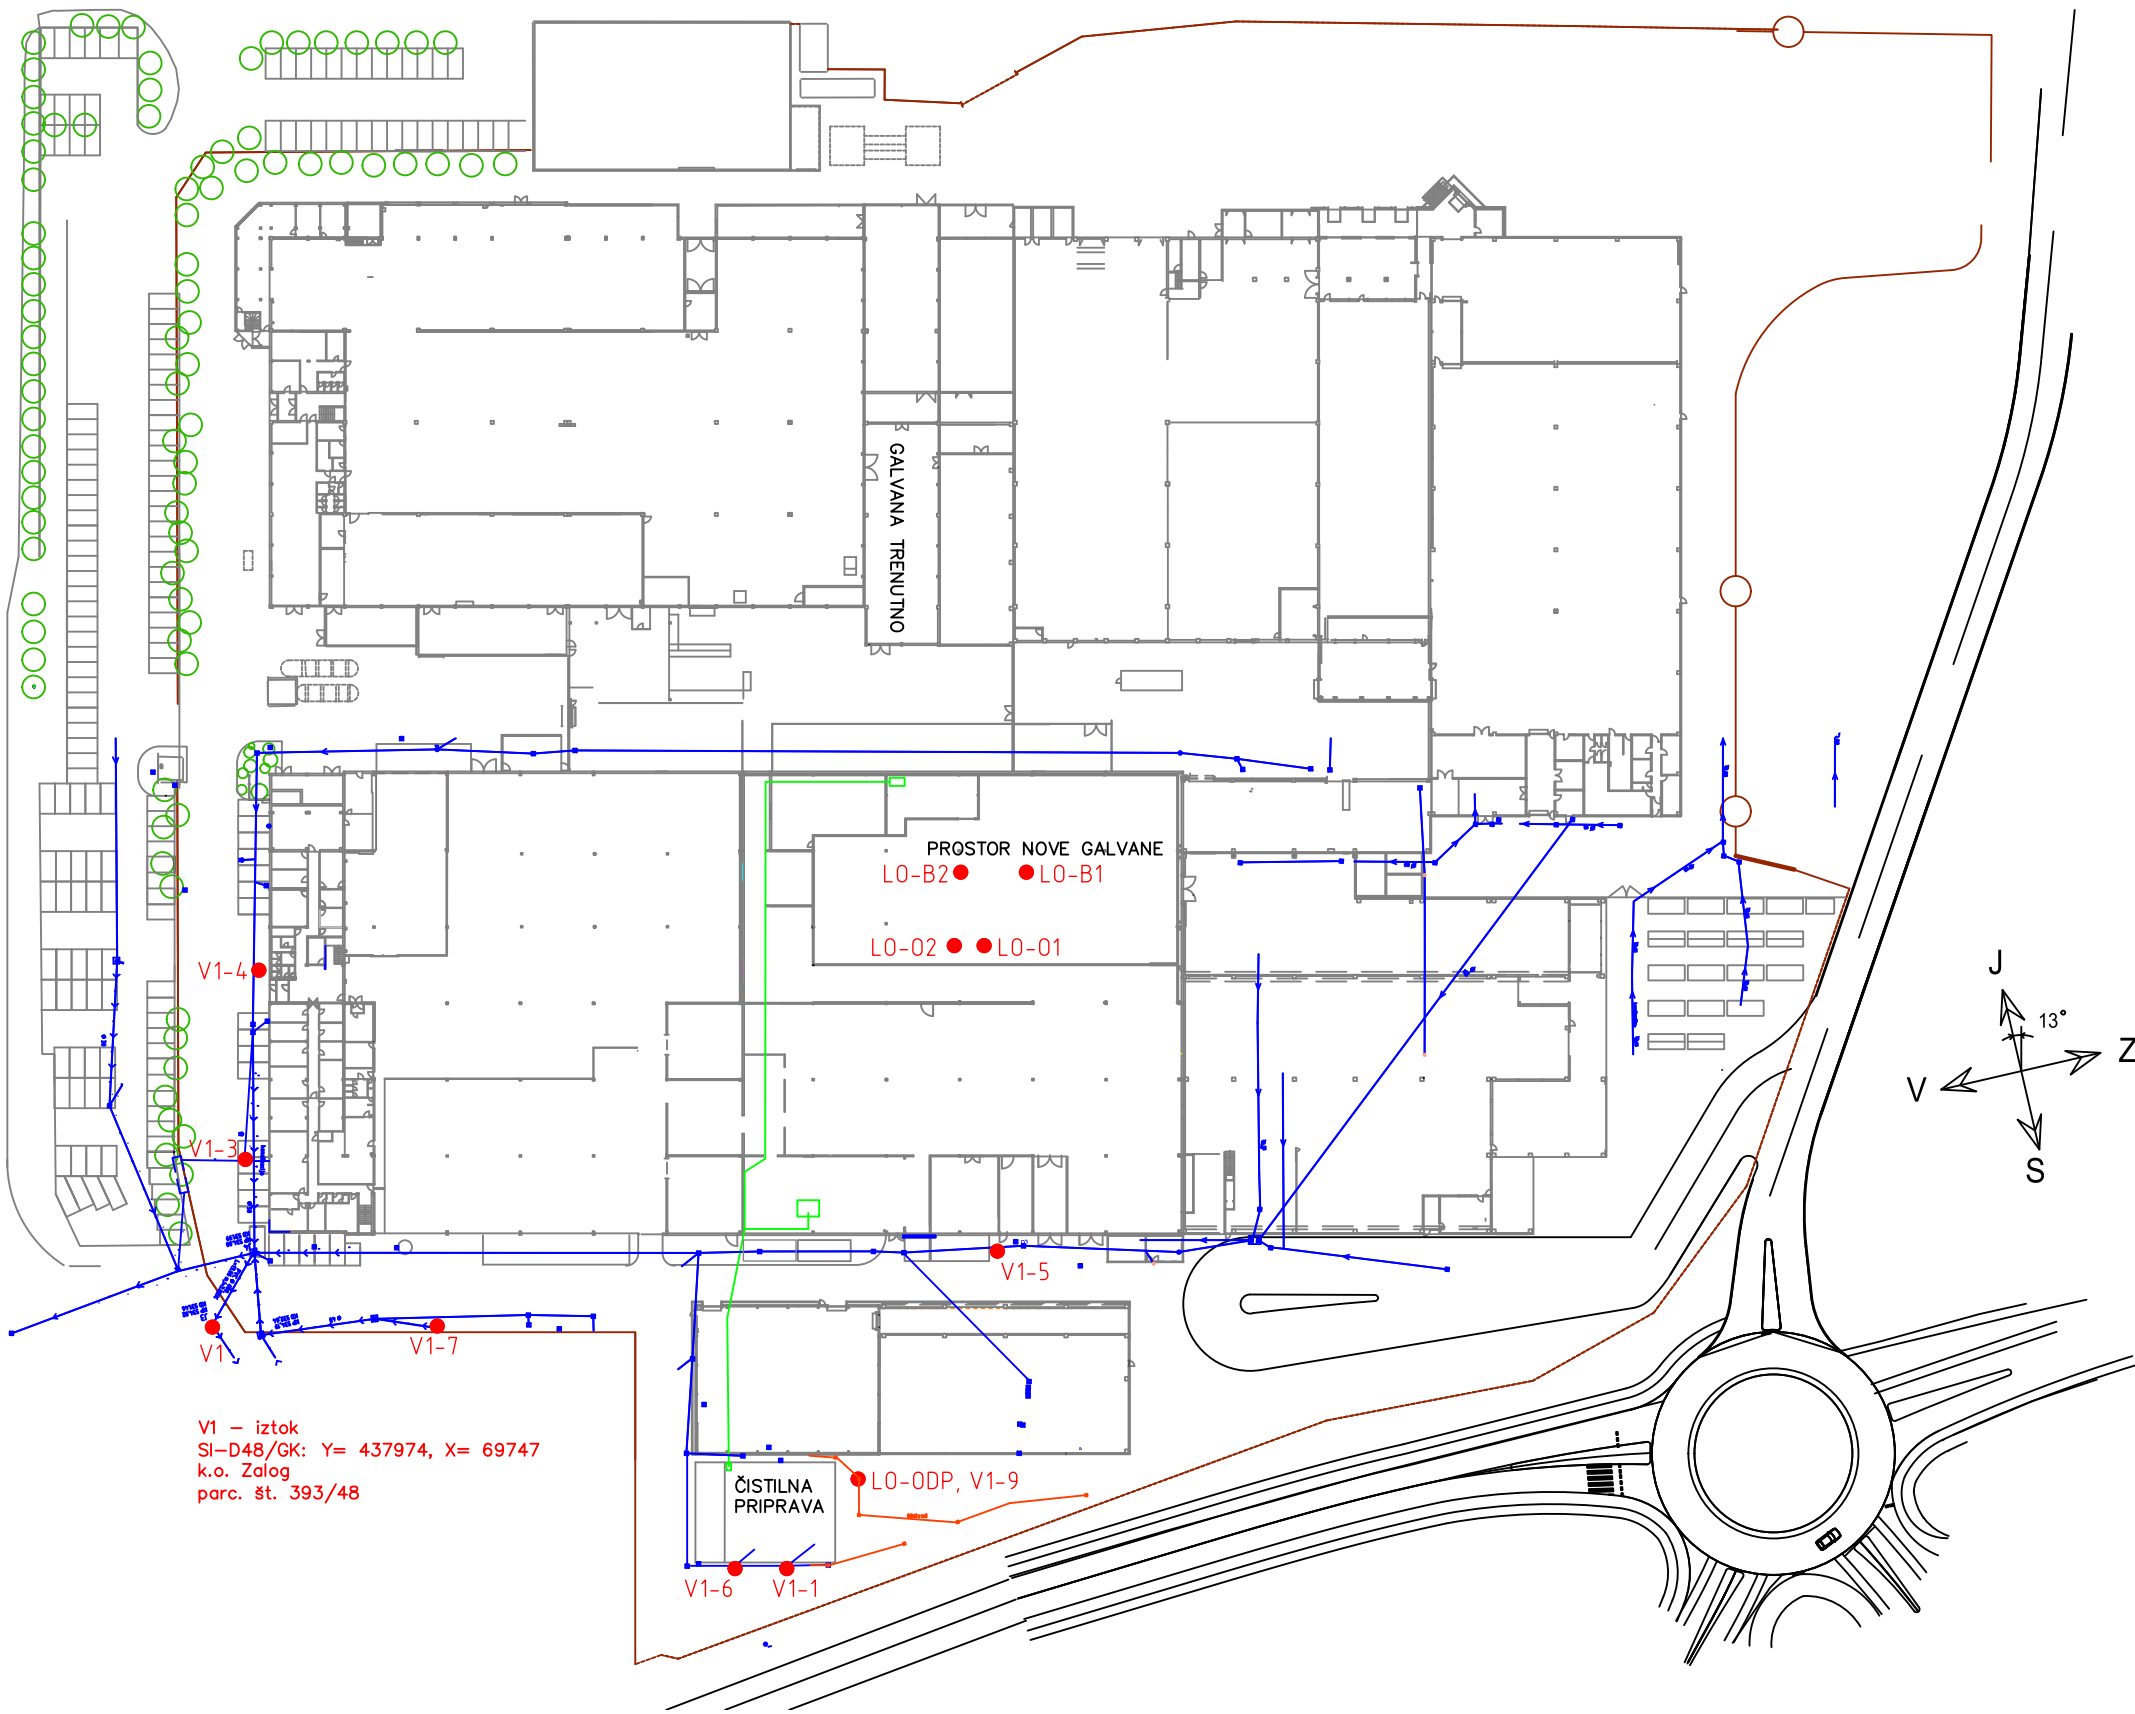 GALVANA TRENUTNO
PROSTOR NOVE GALVANE
LO-B2
LO-B1
LO-O2
LO-O1
V1-4
J
13°
Z
V
S
V1-3
V1-5
V1
V1-7
V1 – iztok
SI-D48/GK: Y= 437974, X= 69747
k.o. Zalog
parc. št. 393/48
ČISTILNA
PRIPRAVA
LO-ODP, V1-9
V1-6
V1-1